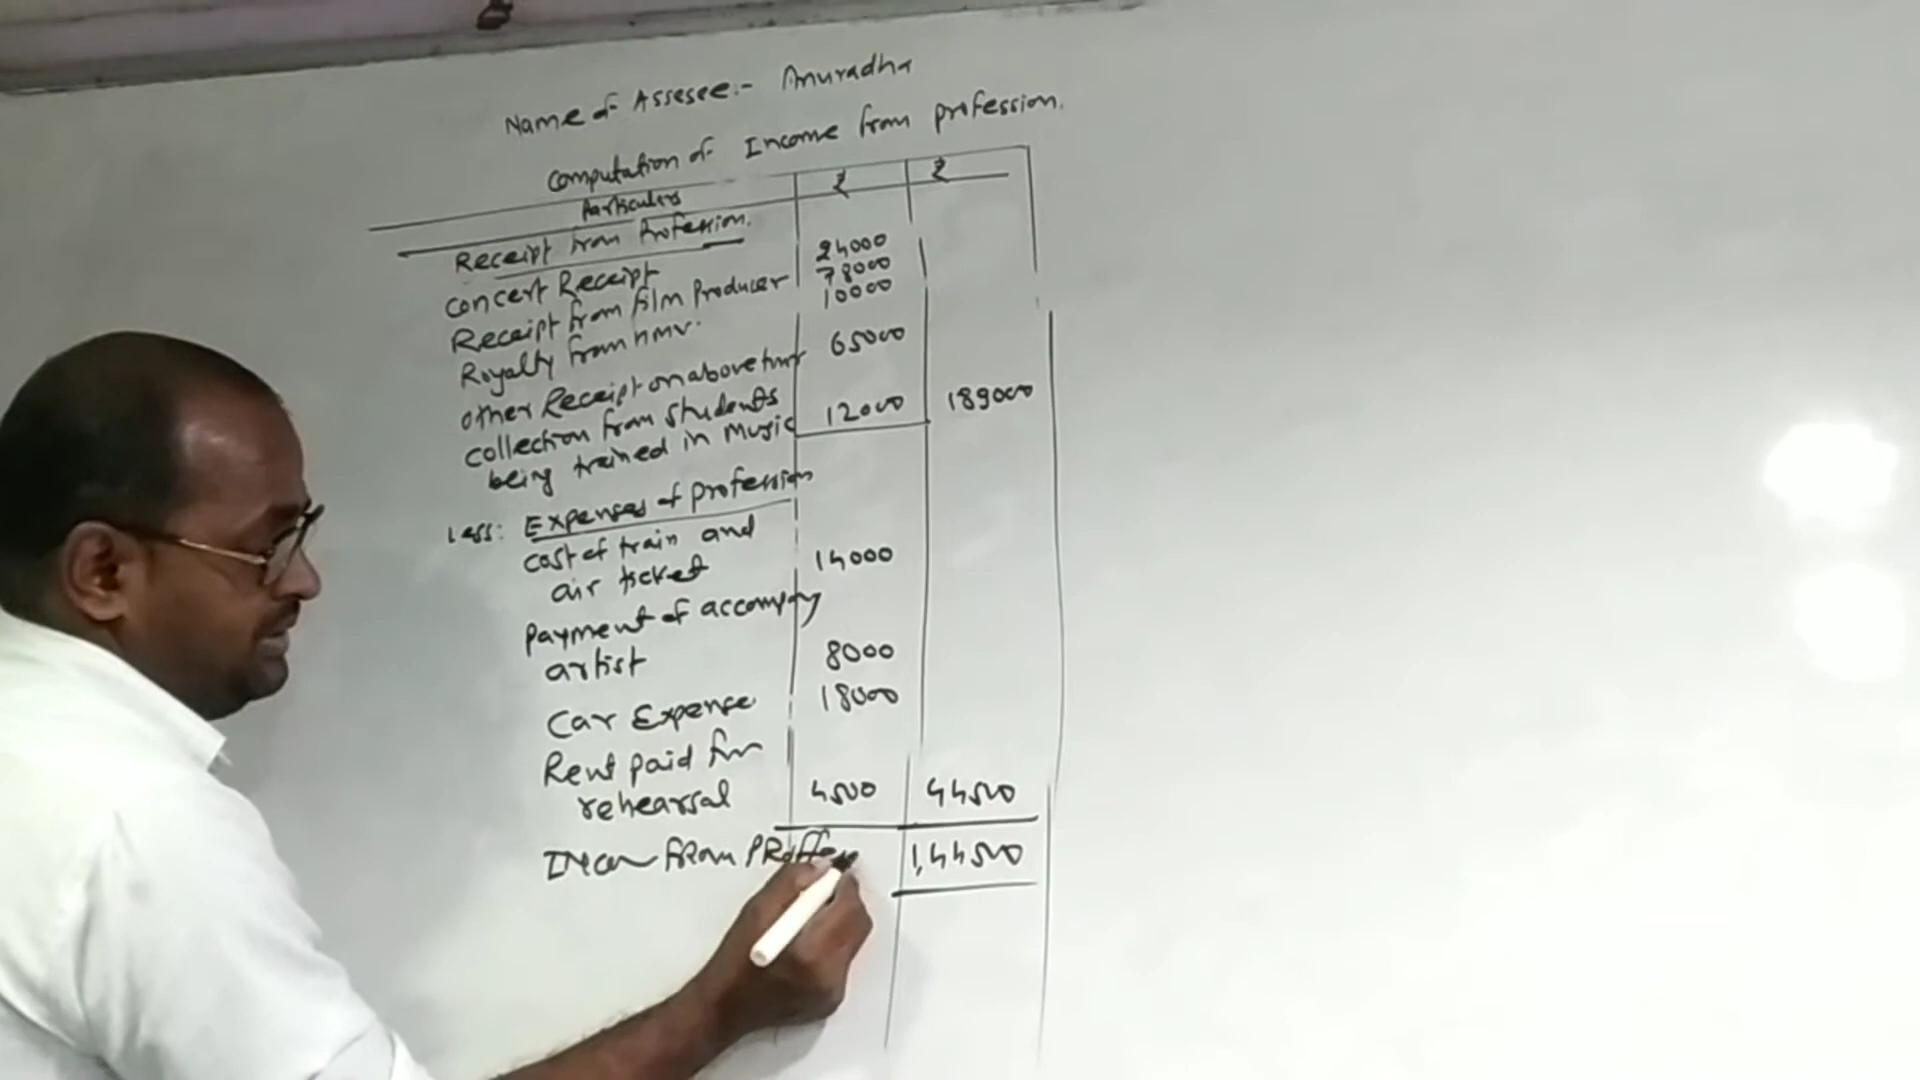 Name of Assesee:- Anuradha
Computation of Income from profession.
Particulars ₹ ₹
Receipt from Profession.
Concert Receipt 24000
Receipt from film Producer 78000
Royalty from HMV. 10000
other Receipt on above 65000
collection from students
being trained in Music 12000 189000
Less: Expenses of profession
cost of train and
air ticket 14000
payment of accompany
artist 8000
Car Expense 18000
Rent paid for
rehearsal 4500 44500
from 1,44500